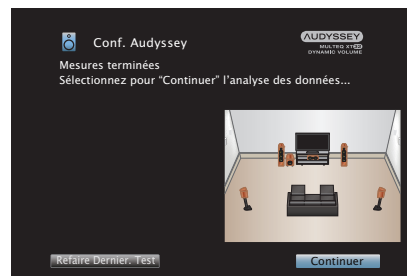 Conf. Audyssey
AUDYSSEY
MULTEQ XT32
DYNAMIC VOLUME
Mesures terminées
Sélectionnez pour “Continuer” l’analyse des données...
Refaire Dernier. Test
Continuer